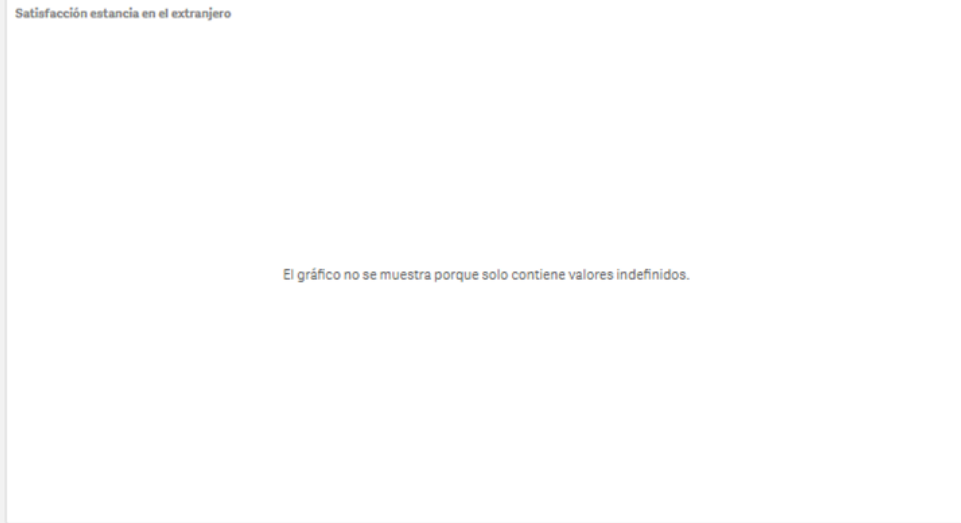 Satisfacción estancia en el extranjero
El gráfico no se muestra porque solo contiene valores indefinidos.